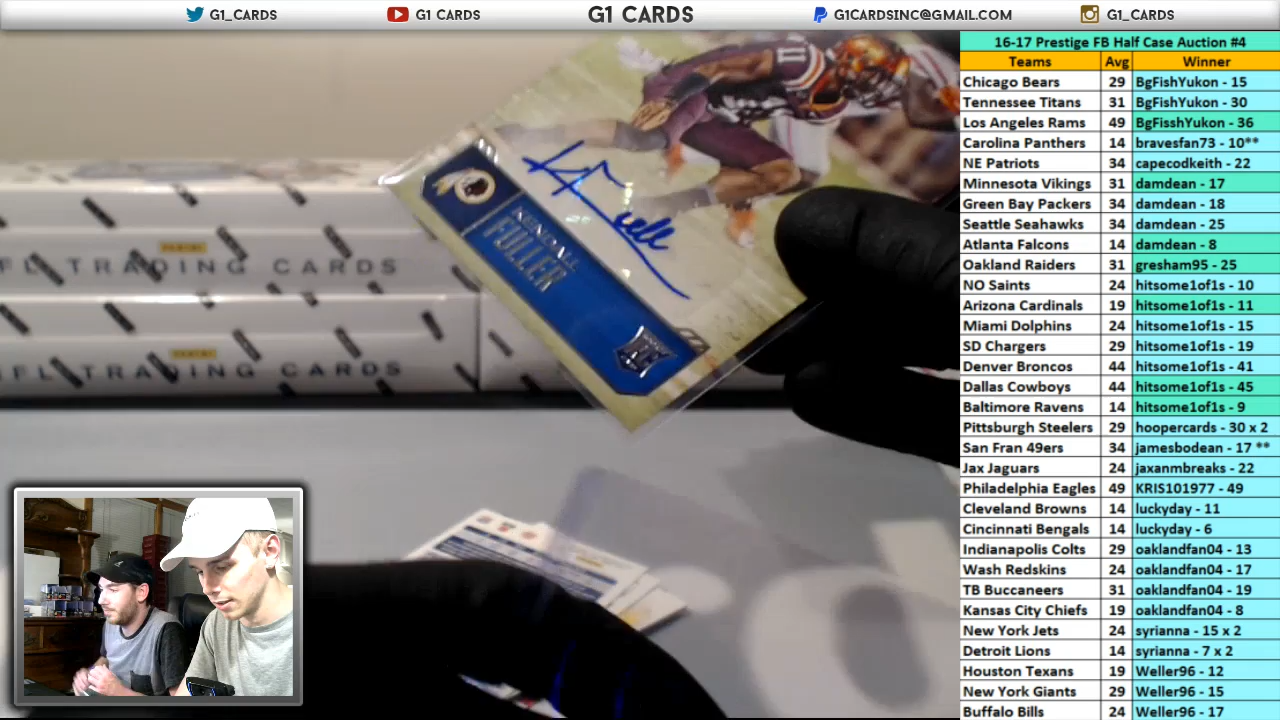 G1_CARDS
G1 CARDS
G1 CARDS
G1CARDSINC@GMAIL.COM
G1_CARDS
16-17 Prestige FB Half Case Auction #4
Teams Avg Winner
Chicago Bears 29 BgFishYukon - 15
Tennessee Titans 31 BgFishYukon - 30
Los Angeles Rams 49 BgFisshYukon - 36
Carolina Panthers 14 bravesfan73 - 10**
NE Patriots 34 capecodkeith - 22
Minnesota Vikings 31 damdean - 17
Green Bay Packers 34 damdean - 18
Seattle Seahawks 34 damdean - 25
Atlanta Falcons 14 damdean - 8
Oakland Raiders 31 gresham95 - 25
NO Saints 24 hitsome1of1s - 10
Arizona Cardinals 19 hitsome1of1s - 11
Miami Dolphins 24 hitsome1of1s - 15
SD Chargers 29 hitsome1of1s - 19
Denver Broncos 44 hitsome1of1s - 41
Dallas Cowboys 44 hitsome1of1s - 45
Baltimore Ravens 14 hitsome1of1s - 9
Pittsburgh Steelers 29 hoopercards - 30 x 2
San Fran 49ers 34 jamesbodean - 17 **
Jax Jaguars 24 jaxanmbreaks - 22
Philadelphia Eagles 49 KRIS101977 - 49
Cleveland Browns 14 luckyday - 11
Cincinnati Bengals 14 luckyday - 6
Indianapolis Colts 29 oaklandfan04 - 13
Wash Redskins 24 oaklandfan04 - 17
TB Buccaneers 31 oaklandfan04 - 19
Kansas City Chiefs 19 oaklandfan04 - 8
New York Jets 24 syrianna - 15 x 2
Detroit Lions 14 syrianna - 7 x 2
Houston Texans 19 Weller96 - 12
New York Giants 29 Weller96 - 15
Buffalo Bills 24 Weller96 - 17
KENDALL
FULLER
11
PANINI
FL TRADING CARDS
PANINI
NFL TRADING CARDS